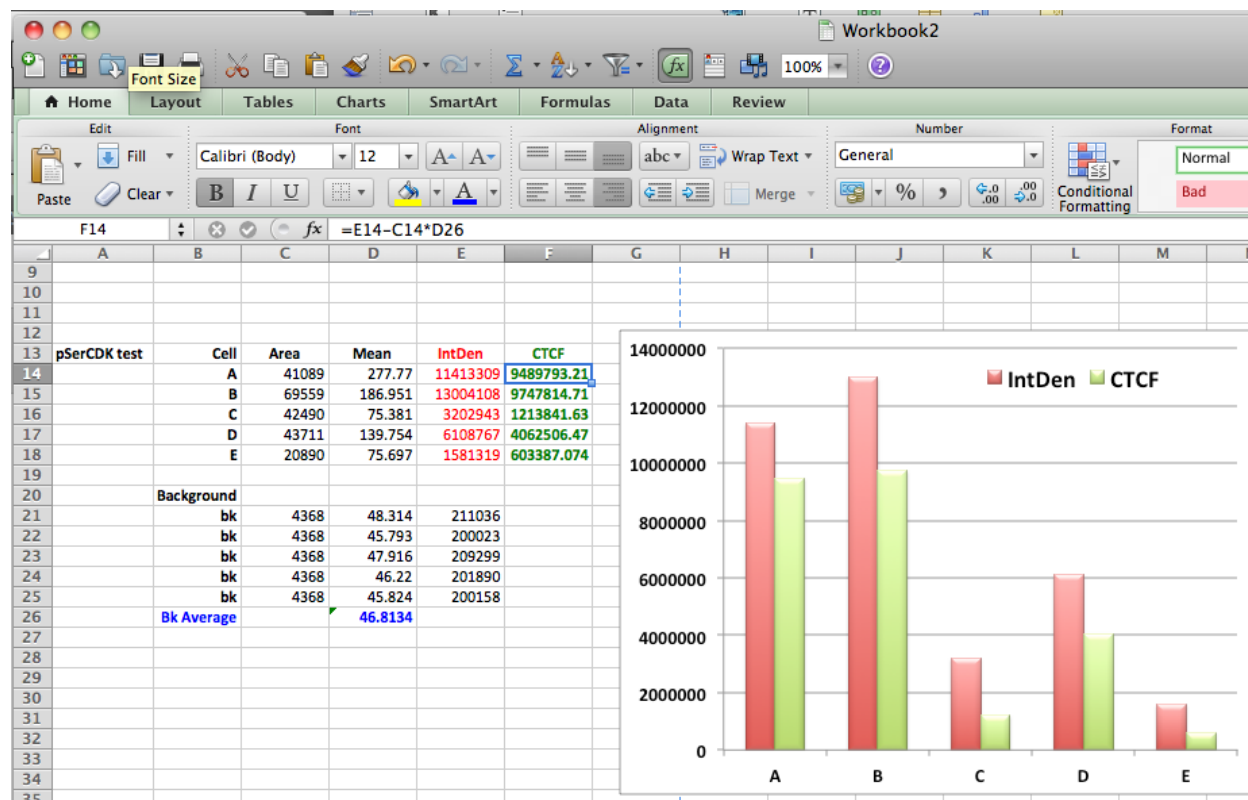 Workbook2
100%
Font Size
Home Layout Tables Charts SmartArt Formulas Data Review
Edit Font Alignment Number Format
Paste Fill Calibri (Body) 12 A A abc Wrap Text General Conditional Formatting Normal
Clear B I U A Merge % , .0 .00 .00 .0 Bad
F14 fx =E14-C14*D26
A B C D E F G H I J K L M
9
10
11
12
13 pSerCDK test Cell Area Mean IntDen CTCF
14 A 41089 277.77 11413309 9489793.21
15 B 69559 186.951 13004108 9747814.71
16 C 42490 75.381 3202943 1213841.63
17 D 43711 139.754 6108767 4062506.47
18 E 20890 75.697 1581319 603387.074
19
20 Background
21 bk 4368 48.314 211036
22 bk 4368 45.793 200023
23 bk 4368 47.916 209299
24 bk 4368 46.22 201890
25 bk 4368 45.824 200158
26 Bk Average 46.8134
27
28
29
30
31
32
33
34
35
IntDen CTCF
14000000
12000000
10000000
8000000
6000000
4000000
2000000
0
A B C D E